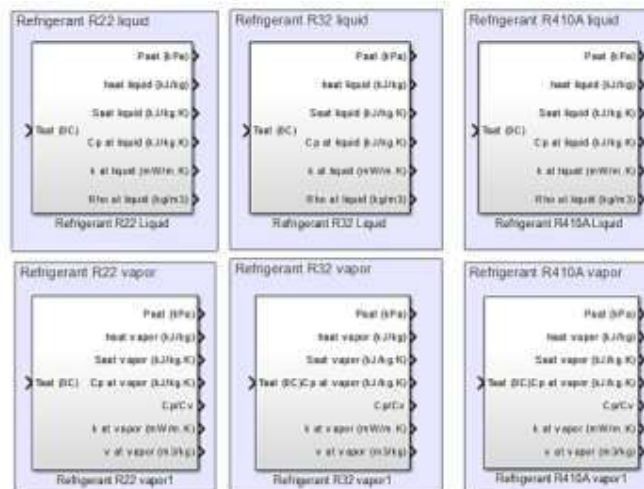 Refrigerant R22 liquid
Psat (kPa)
hsat liquid (kJ/kg)
Ssat liquid (kJ/kg.K)
Tsat (0C)
Cp at liquid (kJ/kg.K)
k at liquid (mW/m. K)
Rho at liquid (kg/m3)
Refrigerant R22 Liquid
Refrigerant R32 liquid
Psat (kPa)
hsat liquid (kJ/kg)
Ssat liquid (kJ/kg.K)
Tsat (0C)
Cp at liquid (kJ/kg.K)
k at liquid (mW/m. K)
Rho at liquid (kg/m3)
Refrigerant R32 Liquid
Refrigerant R410A liquid
Psat (kPa)
hsat liquid (kJ/kg)
Ssat liquid (kJ/kg.K)
Tsat (0C)
Cp at liquid (kJ/kg.K)
k at liquid (mW/m. K)
Rho at liquid (kg/m3)
Refrigerant R410A Liquid
Refrigerant R22 vapor
Psat (kPa)
hsat vapor (kJ/kg)
Ssat vapor (kJ/kg.K)
Tsat (0C)
Cp at vapor (kJ/kg.K)
Cp/Cv
k at vapor (mW/m. K)
v at vapor (m3/kg)
Refrigerant R22 vapor1
Refrigerant R32 vapor
Psat (kPa)
hsat vapor (kJ/kg)
Ssat vapor (kJ/kg.K)
Tsat (0C)Cp at vapor (kJ/kg.K)
Cp/Cv
k at vapor (mW/m. K)
v at vapor (m3/kg)
Refrigerant R32 vapor1
Refrigerant R410A vapor
Psat (kPa)
hsat vapor (kJ/kg)
Ssat vapor (kJ/kg.K)
Tsat (0C)Cp at vapor (kJ/kg.K)
Cp/Cv
k at vapor (mW/m. K)
v at vapor (m3/kg)
Refrigerant R410A vapor1